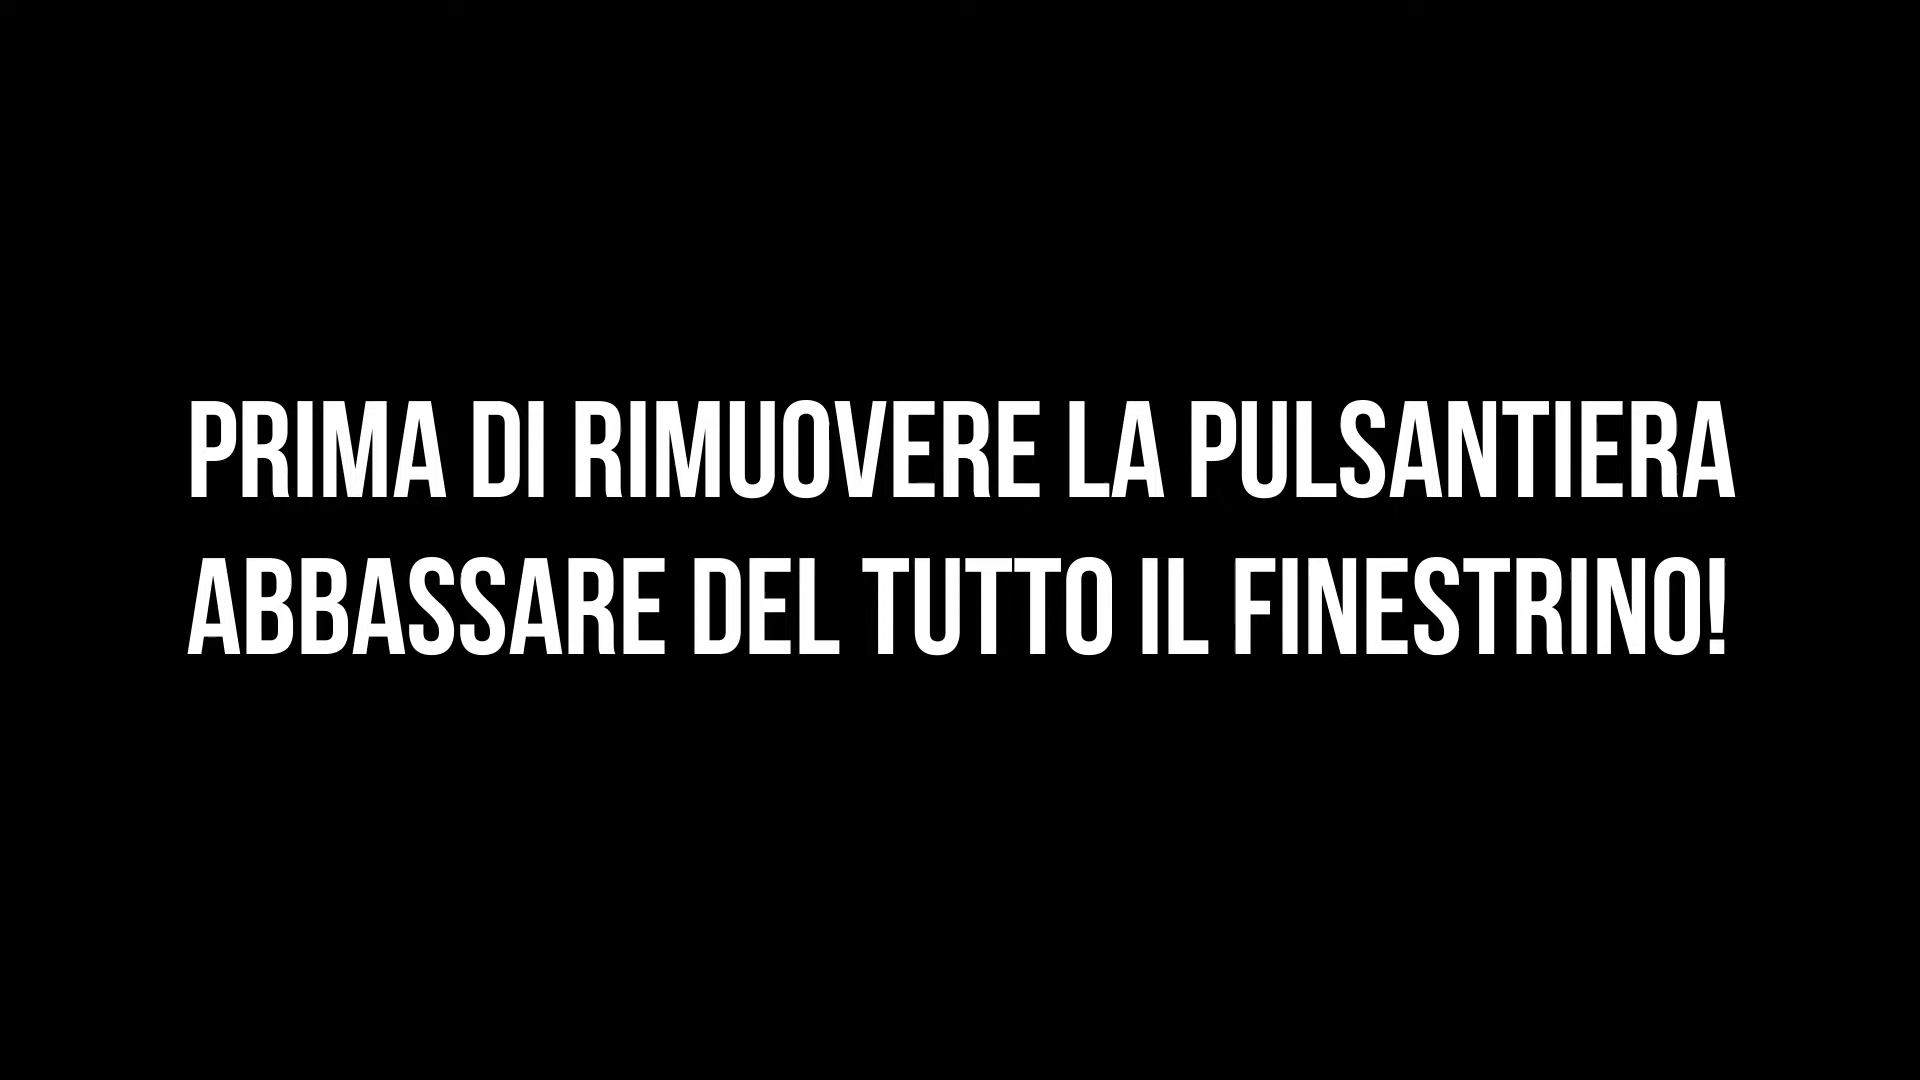 PRIMA DI RIMUOVERE LA PULSANTIERA
ABBASSARE DEL TUTTO IL FINESTRINO!